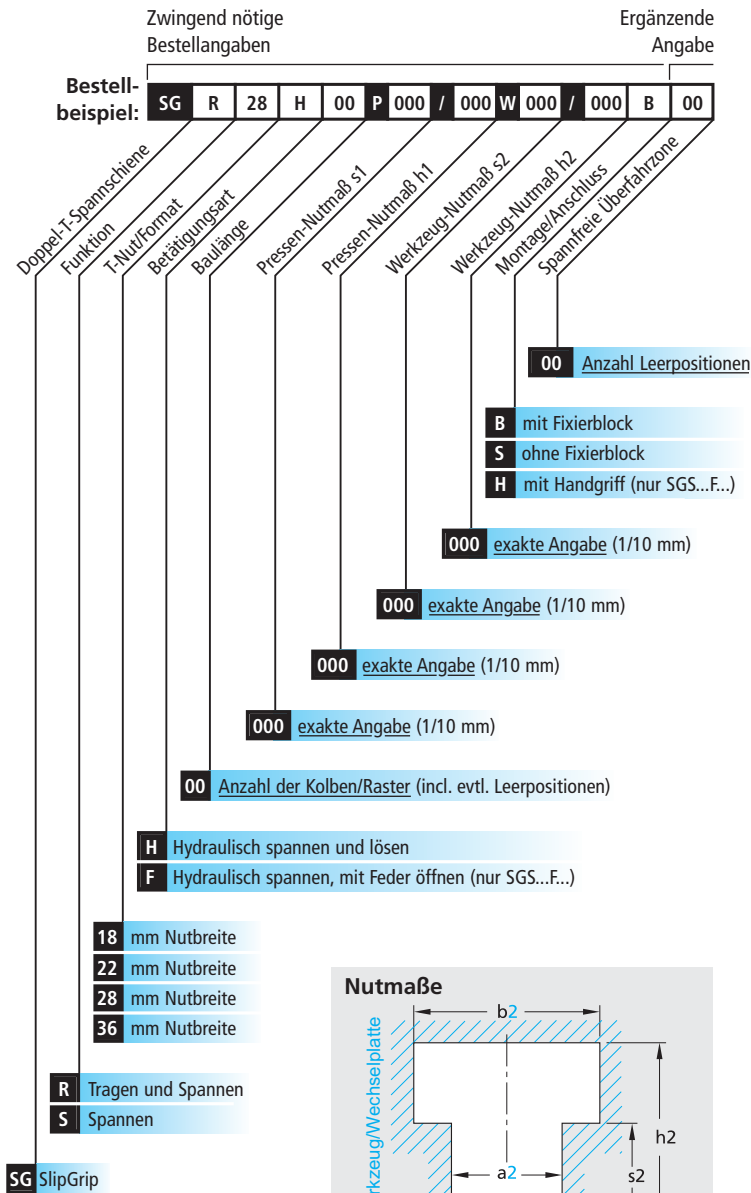 Zwingend nötige
Bestellangaben
Ergänzende
Angabe
Bestell-
beispiel:
SG R 28 H 00 P 000 / 000 W 000 / 000 B 00
Doppel-T-Spannschiene
Funktion
T-Nut/Format
Betätigungsart
Baulänge
Pressen-Nutmaß s1
Pressen-Nutmaß h1
Werkzeug-Nutmaß s2
Werkzeug-Nutmaß h2
Montage/Anschluss
Spannfreie Überfahrzone
00 Anzahl Leerpositionen
B mit Fixierblock
S ohne Fixierblock
H mit Handgriff (nur SGS...F...)
000 exakte Angabe (1/10 mm)
000 exakte Angabe (1/10 mm)
000 exakte Angabe (1/10 mm)
000 exakte Angabe (1/10 mm)
00 Anzahl der Kolben/Raster (incl. evtl. Leerpositionen)
H Hydraulisch spannen und lösen
F Hydraulisch spannen, mit Feder öffnen (nur SGS...F...)
18 mm Nutbreite
22 mm Nutbreite
28 mm Nutbreite
36 mm Nutbreite
R Tragen und Spannen
S Spannen
SG SlipGrip
Nutmaße
b2
rkzeug/Wechselplatte
h2
a2
s2